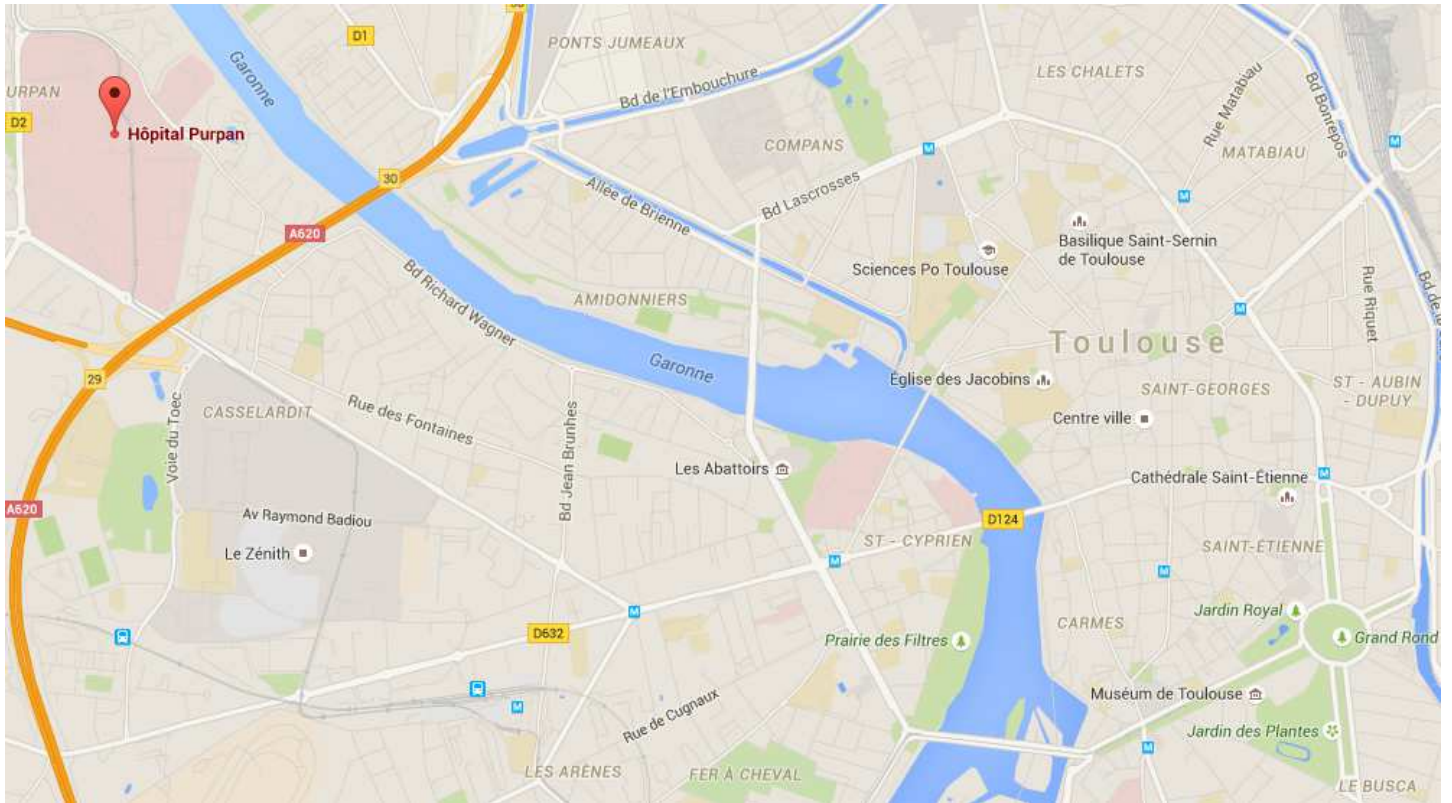 Garonne
D1
PONTS JUMEAUX
Bd de l'Embouchure
LES CHALETS
Rue Matabiau
Bd Bonrepos
URPAN
D2
Hôpital Purpan
M
M
COMPANS
MATABIAU
30
Allée de Brienne
Bd Lascrosses
M
A620
Basilique Saint-Sernin
de Toulouse
Sciences Po Toulouse
Bd Richard Wagner
AMIDONNIERS
Rue Riquet
M
Toulouse
Garonne
29
Église des Jacobins
SAINT-GEORGES
ST - AUBIN
- DUPUY
CASSELARDIT
Rue des Fontaines
Voie du Toec
Bd Jean Brunhes
Centre ville
Les Abattoirs
Cathédrale Saint-Étienne
M
A620
Av Raymond Badiou
D124
ST - CYPRIEN
Le Zénith
SAINT-ÉTIENNE
M
M
M
Jardin Royal
CARMES
D632
Prairie des Filtres
Grand Rond
Muséum de Toulouse
M
Rue de Cugnaux
Jardin des Plantes
M
LES ARÈNES
FER À CHEVAL
LE BUSCA